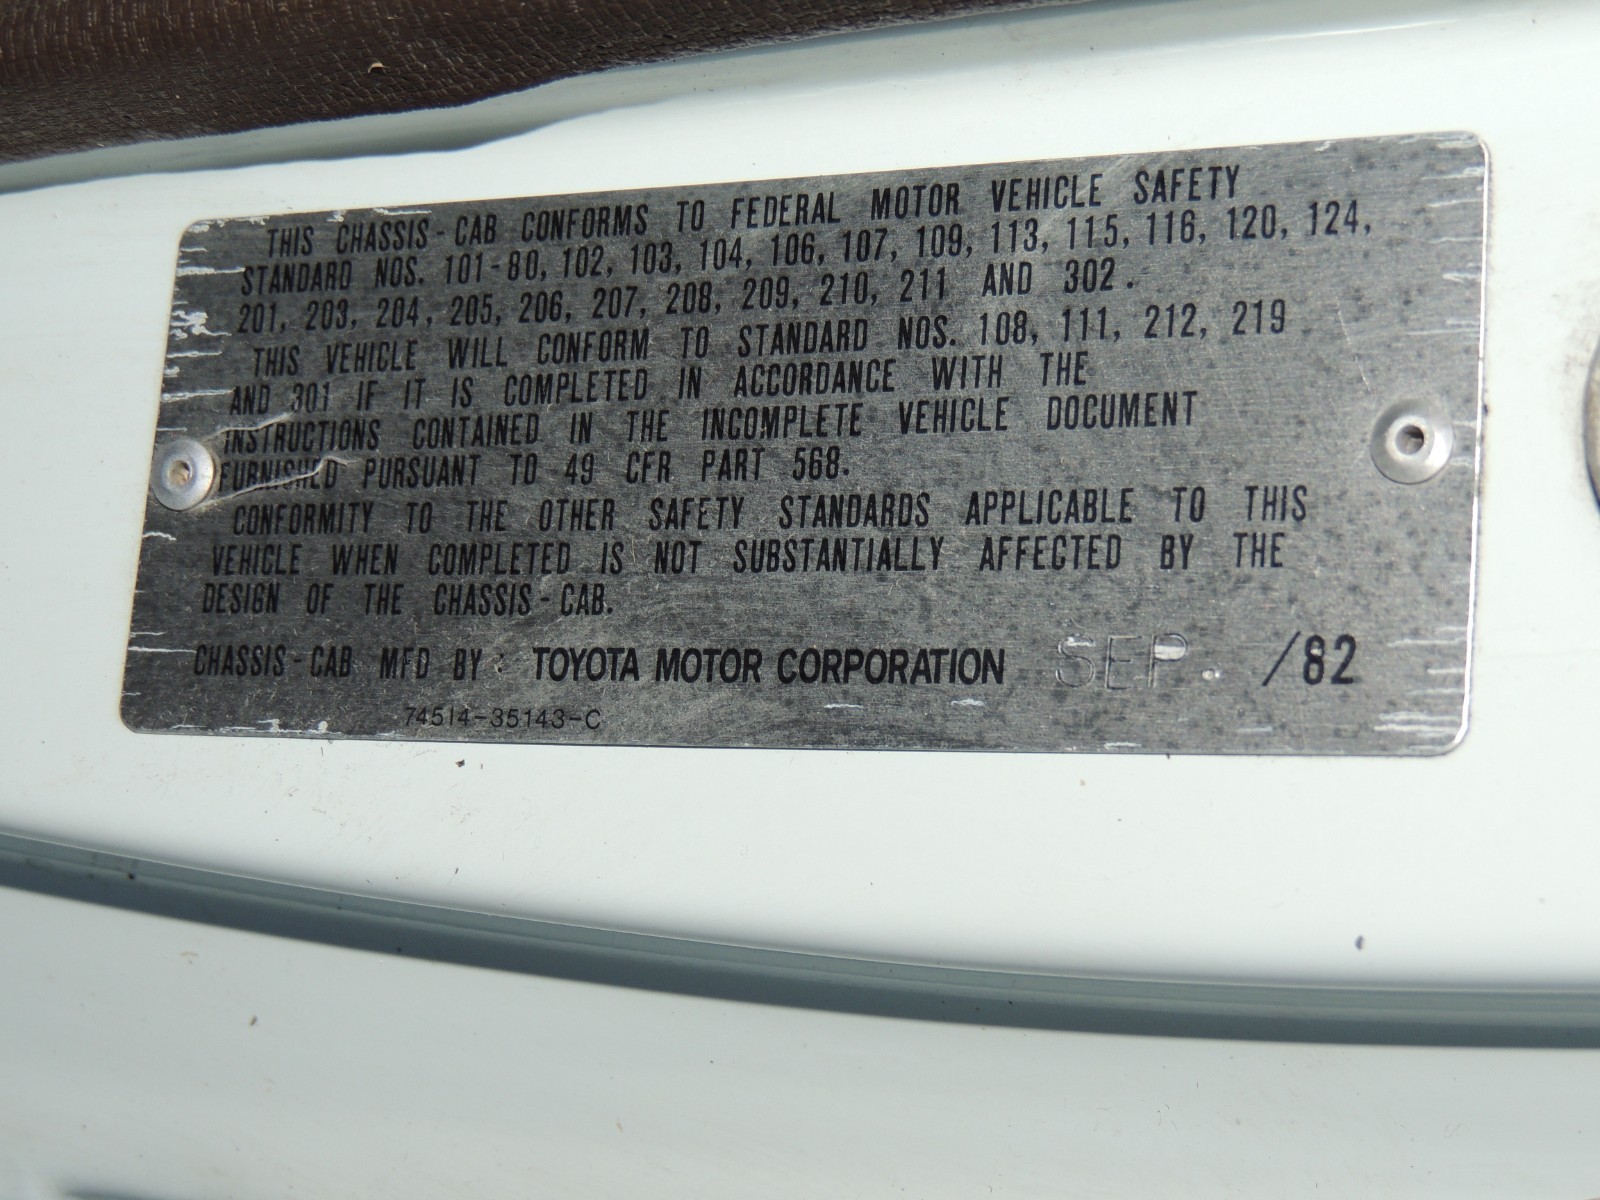 THIS CHASSIS-CAB CONFORMS TO FEDERAL MOTOR VEHICLE SAFETY
STANDARD NOS. 101-80, 102, 103, 104, 106, 107, 109, 113, 115, 116, 120, 124,
201, 203, 204, 205, 206, 207, 208, 209, 210, 211 AND 302.
THIS VEHICLE WILL CONFORM TO STANDARD NOS. 108, 111, 212, 219
AND 301 IF IT IS COMPLETED IN ACCORDANCE WITH THE
INSTRUCTIONS CONTAINED IN THE INCOMPLETE VEHICLE DOCUMENT
FURNISHED PURSUANT TO 49 CFR PART 568.
CONFORMITY TO THE OTHER SAFETY STANDARDS APPLICABLE TO THIS
VEHICLE WHEN COMPLETED IS NOT SUBSTANTIALLY AFFECTED BY THE
DESIGN OF THE CHASSIS-CAB.
CHASSIS-CAB MFD BY: TOYOTA MOTOR CORPORATION SEP. /82
74514-35143-C